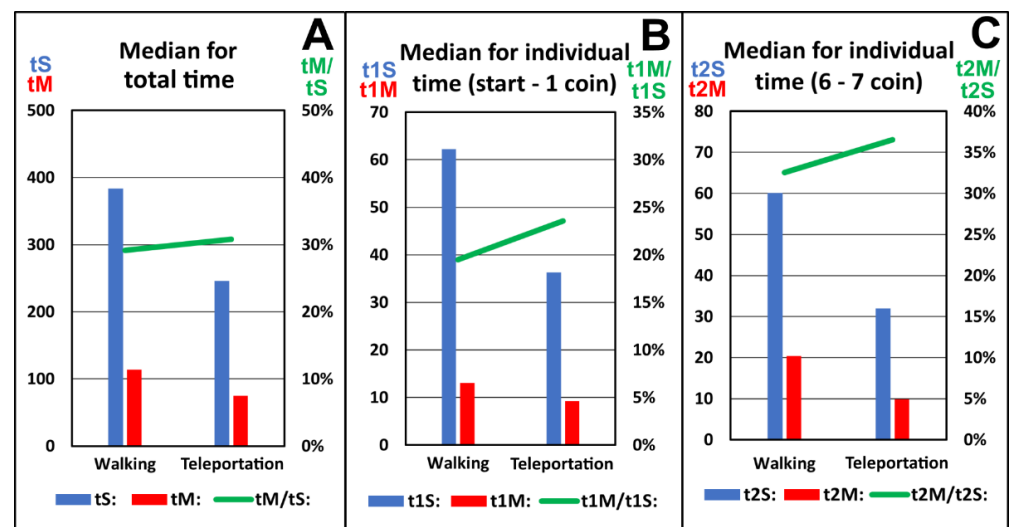 A
Median for
total time
tS
tM
tM/
tS
500
400
300
200
100
0
50%
40%
30%
20%
10%
0%
Walking Teleportation
tS: tM: tM/tS:
B
Median for individual
time (start - 1 coin)
t1S
t1M
t1M/
t1S
70
60
50
40
30
20
10
0
35%
30%
25%
20%
15%
10%
5%
0%
Walking Teleportation
t1S: t1M: t1M/t1S:
C
Median for individual
time (6 - 7 coin)
t2S
t2M
t2M/
t2S
80
70
60
50
40
30
20
10
0
40%
35%
30%
25%
20%
15%
10%
5%
0%
Walking Teleportation
t2S: t2M: t2M/t2S: